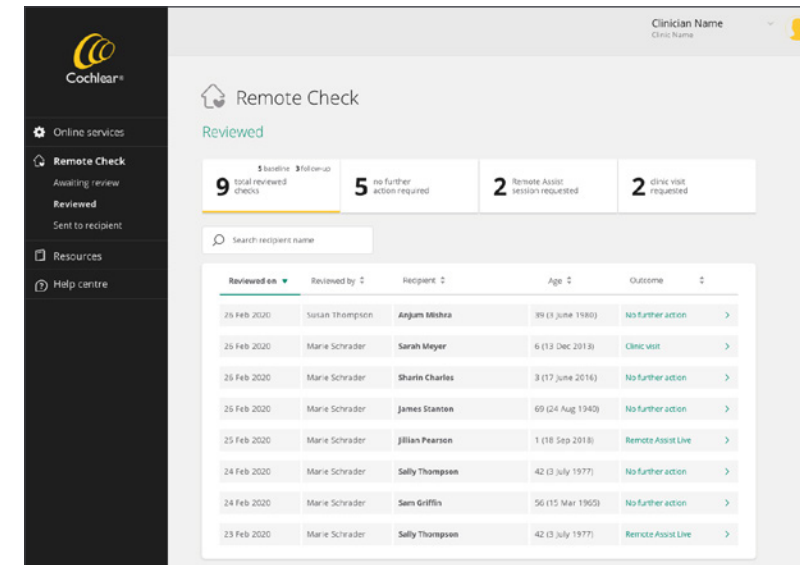 Clinician Name
Clinic Name
Cochlear®
Remote Check
Online services
Reviewed
Remote Check
Awaiting review
Reviewed
Sent to recipient
Resources
Help centre
5 baseline 3 follow-up
9 total reviewed checks
5 no further action required
2 Remote Assist session requested
2 clinic visit requested
Search recipient name
Reviewed on Reviewed by Recipient Age Outcome
26 Feb 2020 Susan Thompson Anjum Mishra 39 (3 June 1980) No further action
26 Feb 2020 Marie Schrader Sarah Meyer 6 (13 Dec 2013) Clinic visit
26 Feb 2020 Marie Schrader Sharin Charles 3 (17 June 2016) No further action
26 Feb 2020 Marie Schrader James Stanton 69 (24 Aug 1940) No further action
25 Feb 2020 Marie Schrader Jillian Pearson 1 (18 Sep 2018) Remote Assist Live
24 Feb 2020 Marie Schrader Sally Thompson 42 (3 July 1977) No further action
24 Feb 2020 Marie Schrader Sam Griffin 56 (15 Mar 1965) No further action
23 Feb 2020 Marie Schrader Sally Thompson 42 (3 July 1977) Remote Assist Live